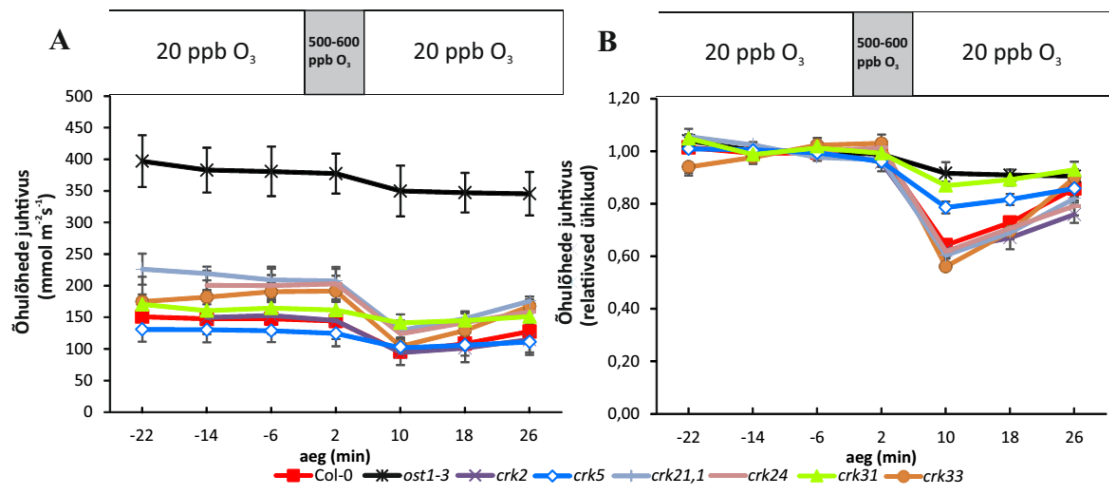 A
20 ppb O₃
500-600
ppb O₃
20 ppb O₃
Õhulõhede juhtivus
(mmol m⁻² s⁻¹)
500
450
400
350
300
250
200
150
100
50
0
-22
-14
-6
2
10
18
26
aeg (min)
B
20 ppb O₃
500-600
ppb O₃
20 ppb O₃
Õhulõhede juhtivus
(relatiivsed ühikud)
1,20
1,00
0,80
0,60
0,40
0,20
0,00
-22
-14
-6
2
10
18
26
aeg (min)
Col-0 ost1-3 crk2 crk5 crk21,1 crk24 crk31 crk33